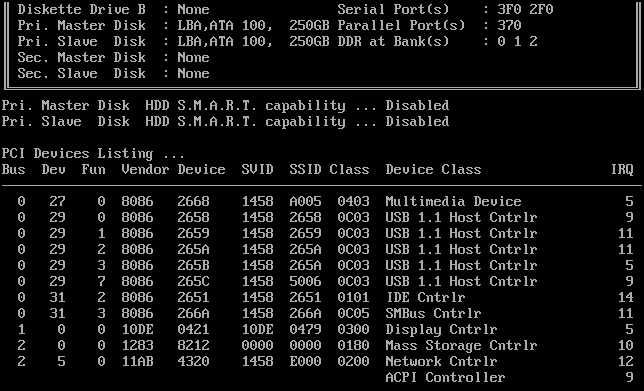 Diskette Drive B : None Serial Port(s) : 3F0 2F0
Pri. Master Disk : LBA,ATA 100, 250GB Parallel Port(s) : 370
Pri. Slave Disk : LBA,ATA 100, 250GB DDR at Bank(s) : 0 1 2
Sec. Master Disk : None
Sec. Slave Disk : None
Pri. Master Disk HDD S.M.A.R.T. capability ... Disabled
Pri. Slave Disk HDD S.M.A.R.T. capability ... Disabled
PCI Devices Listing ...
Bus Dev Fun Vendor Device SVID SSID Class Device Class IRQ
0 27 0 8086 2668 1458 A005 0403 Multimedia Device 5
0 29 0 8086 2658 1458 2658 0C03 USB 1.1 Host Cntrlr 9
0 29 1 8086 2659 1458 2659 0C03 USB 1.1 Host Cntrlr 11
0 29 2 8086 265A 1458 265A 0C03 USB 1.1 Host Cntrlr 11
0 29 3 8086 265B 1458 265A 0C03 USB 1.1 Host Cntrlr 5
0 29 7 8086 265C 1458 5006 0C03 USB 1.1 Host Cntrlr 9
0 31 2 8086 2651 1458 2651 0101 IDE Cntrlr 14
0 31 3 8086 266A 1458 266A 0C05 SMBus Cntrlr 11
1 0 0 10DE 0421 10DE 0479 0300 Display Cntrlr 5
2 0 0 1283 8212 0000 0000 0180 Mass Storage Cntrlr 10
2 5 0 11AB 4320 1458 E000 0200 Network Cntrlr 12
ACPI Controller 9